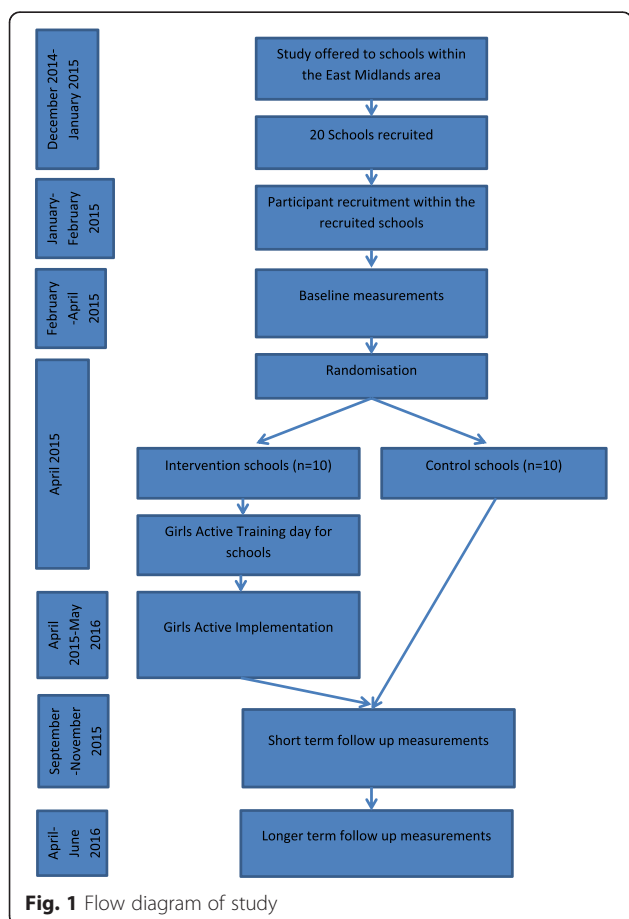 December 2014-
January 2015
Study offered to schools within
the East Midlands area
20 Schools recruited
January-
February
2015
Participant recruitment within the
recruited schools
February
-April
2015
Baseline measurements
Randomisation
April 2015
Intervention schools (n=10)
Control schools (n=10)
Girls Active Training day for
schools
April
2015-May
2016
Girls Active Implementation
September
-November
2015
Short term follow up measurements
April-
June
2016
Longer term follow up measurements
Fig. 1 Flow diagram of study